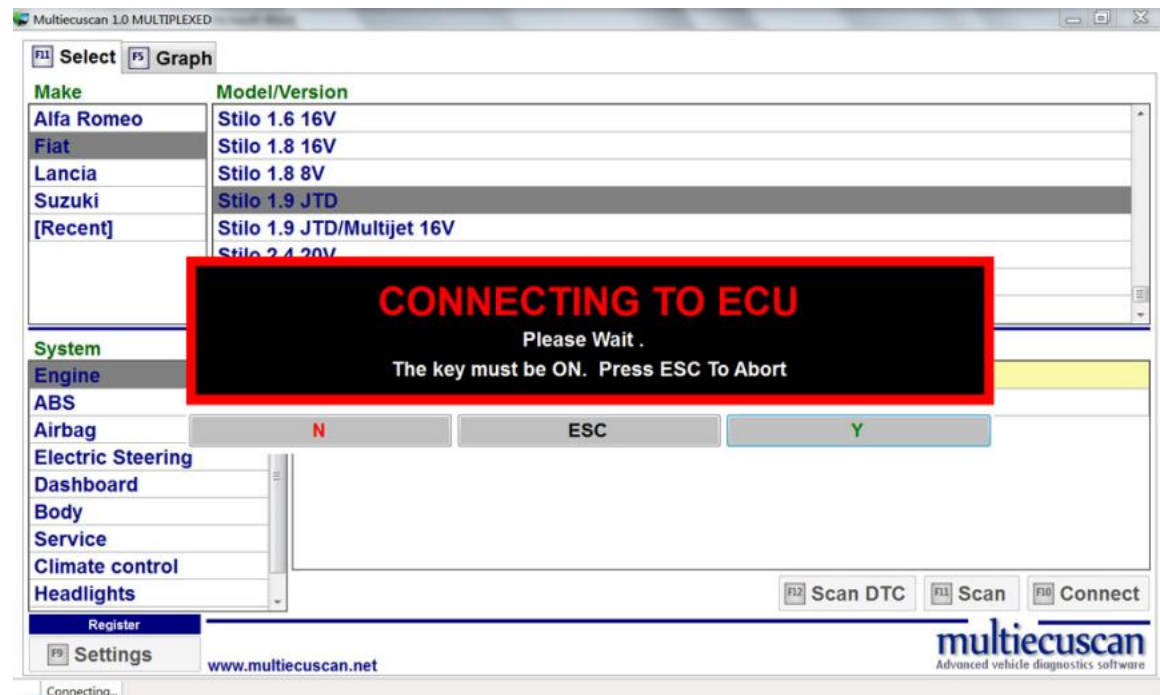 Multiecuscan 1.0 MULTIPLEXED
F11 Select F5 Graph
Make Model/Version
Alfa Romeo Stilo 1.6 16V
Fiat Stilo 1.8 16V
Lancia Stilo 1.8 8V
Suzuki Stilo 1.9 JTD
[Recent] Stilo 1.9 JTD/Multijet 16V
Stilo 2.4 20V
CONNECTING TO ECU
Please Wait .
The key must be ON. Press ESC To Abort
N ESC Y
System
Engine
ABS
Airbag
Electric Steering
Dashboard
Body
Service
Climate control
Headlights
F12 Scan DTC F11 Scan F10 Connect
Register
F9 Settings
www.multiecuscan.net
multiecuscan
Advanced vehicle diagnostics software
Connecting...